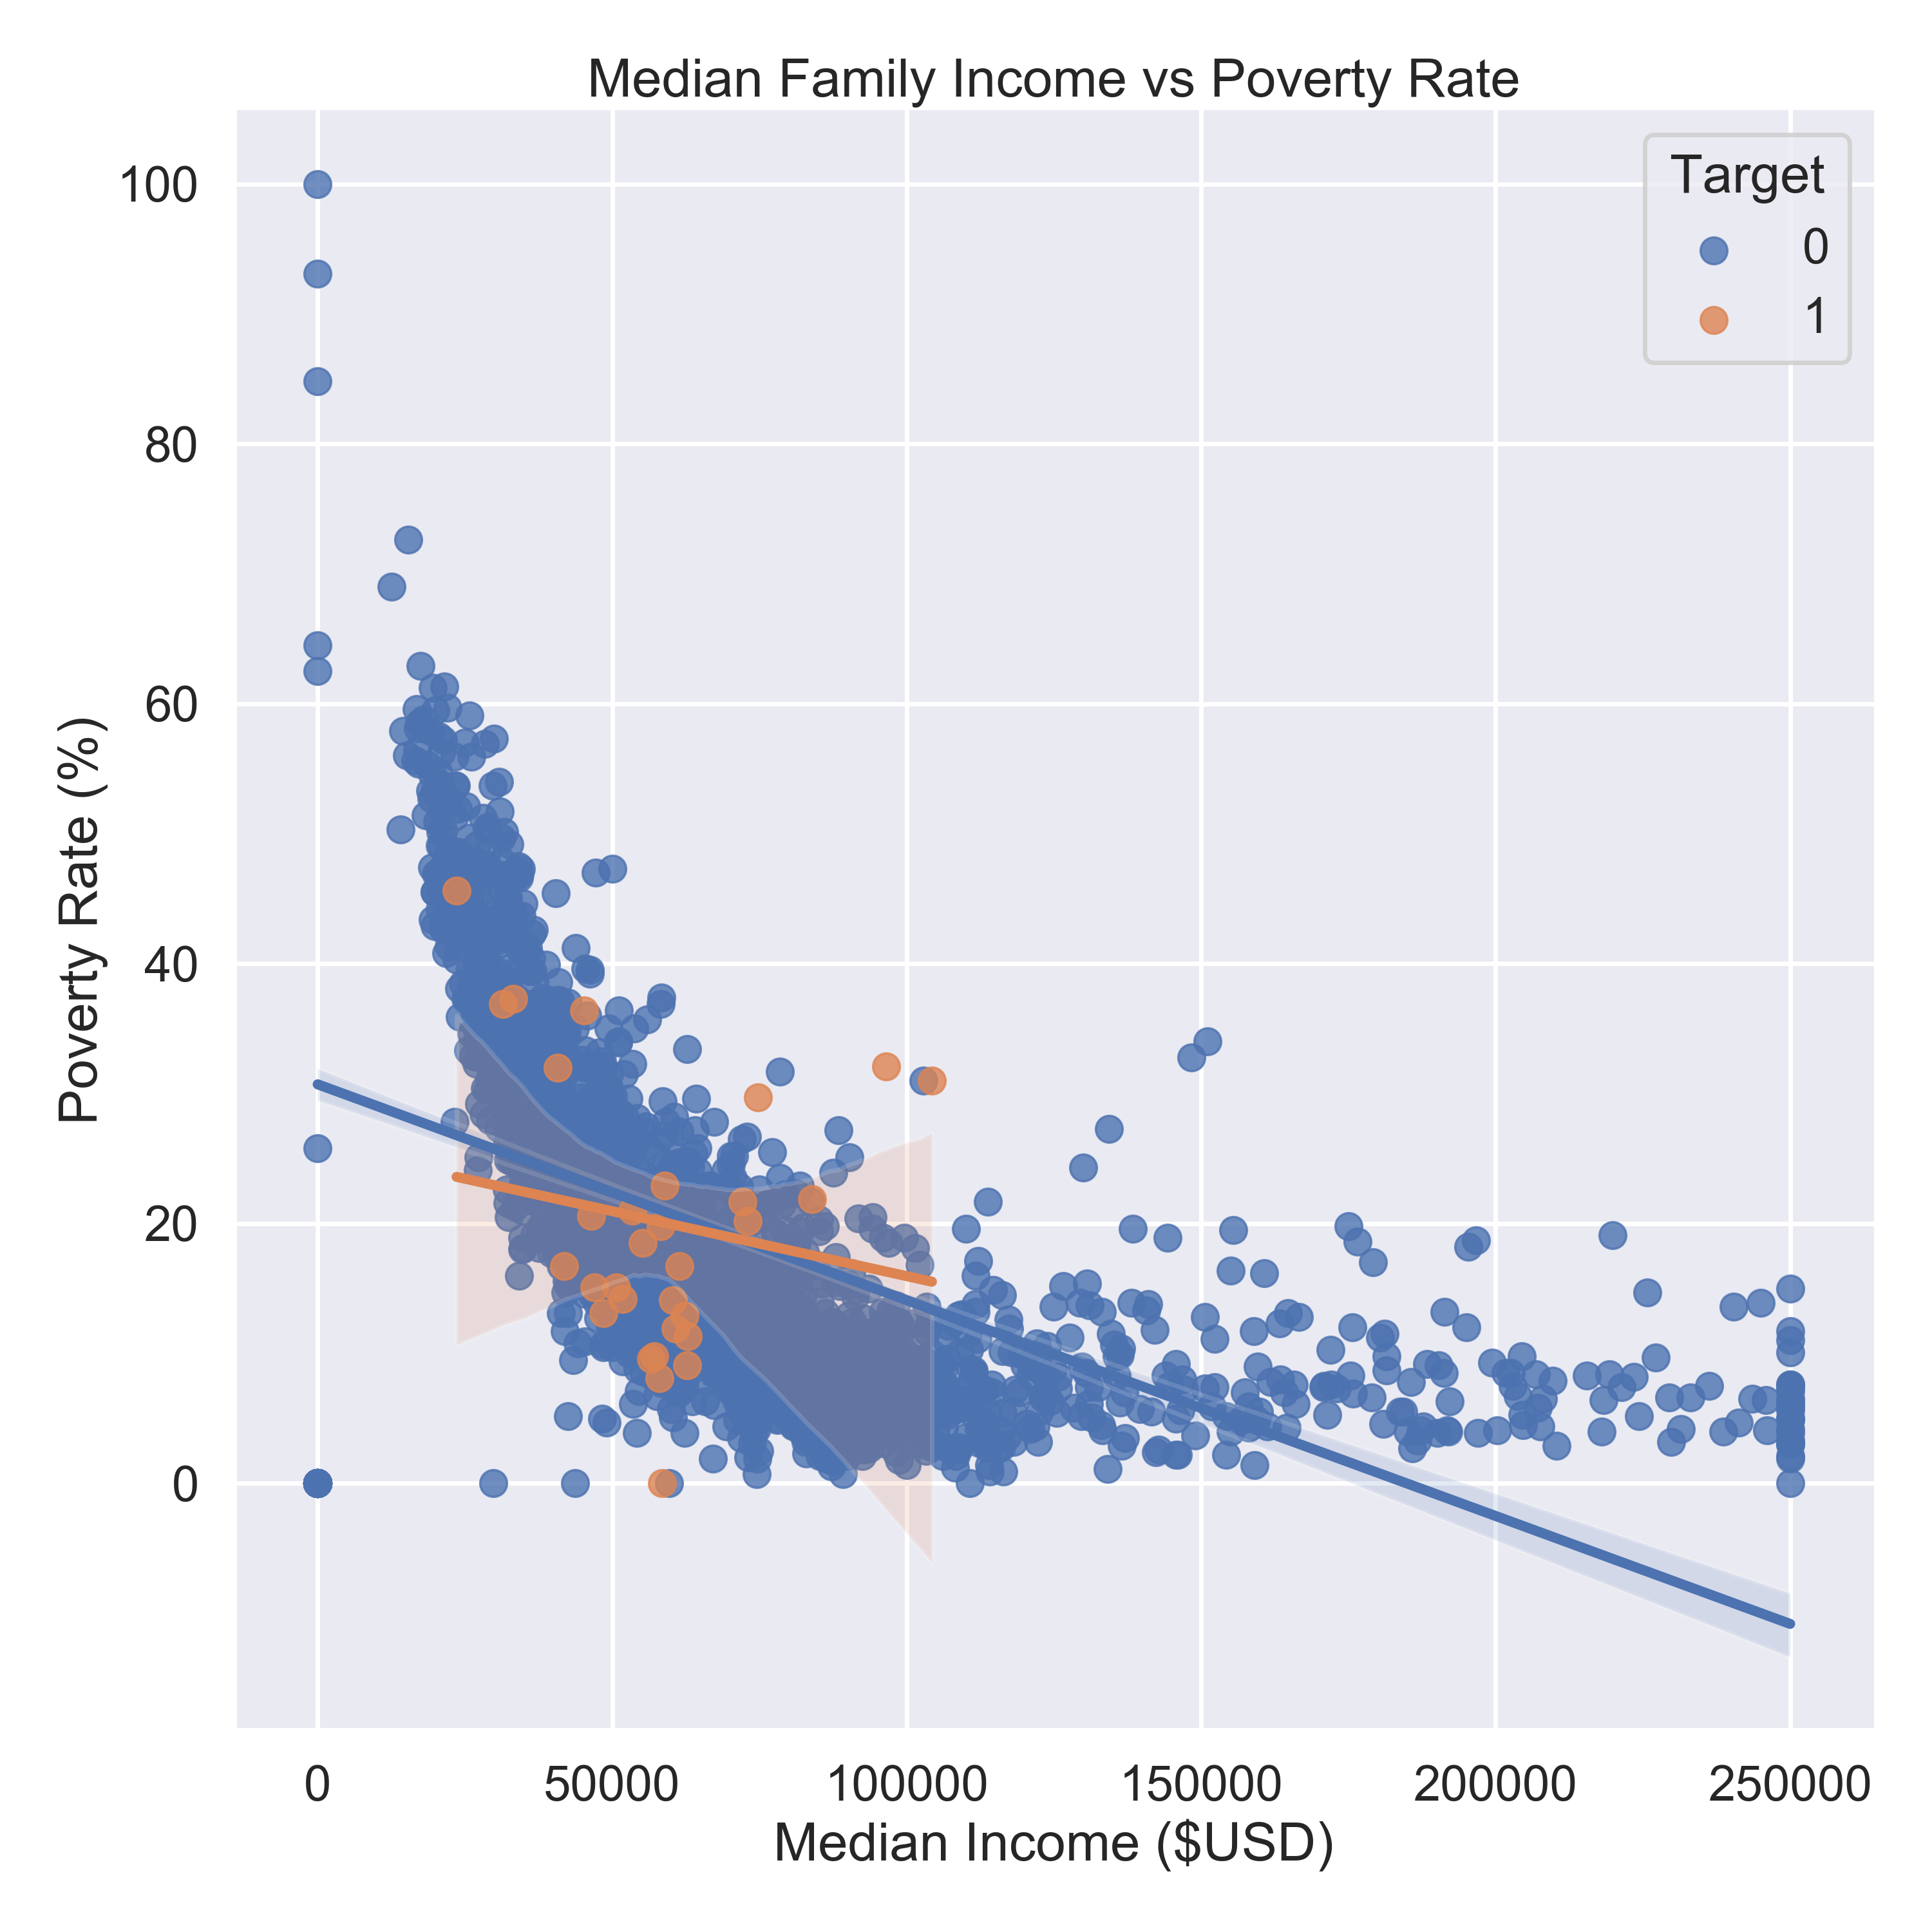 Median Family Income vs Poverty Rate
Target
0
1
100
80
60
40
20
0
Poverty Rate (%)
0 50000 100000 150000 200000 250000
Median Income ($USD)